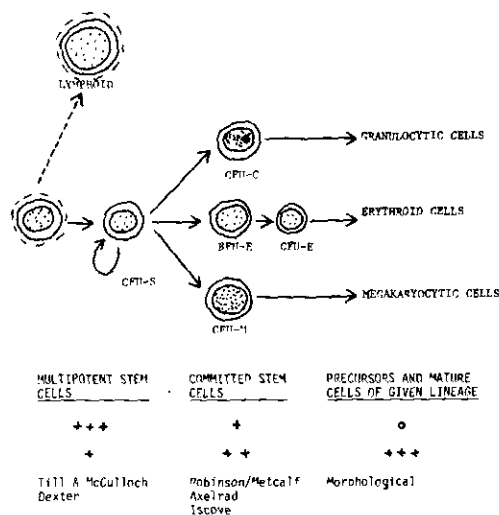 LYMPHOID
GRANULOCYTIC CELLS
CFU-C
ERYTHROID CELLS
BFU-E
CFU-E
CFU-S
MEGAKARYOCYTIC CELLS
CFU-M
MULTIPOTENT STEM CELLS
COMMITTED STEM CELLS
PRECURSORS AND MATURE CELLS OF GIVEN LINEAGE
+++ + o
+ ++ +++
Till & McCulloch
Dexter
Robinson/Metcalf
Axelrad
Iscove
Morphological